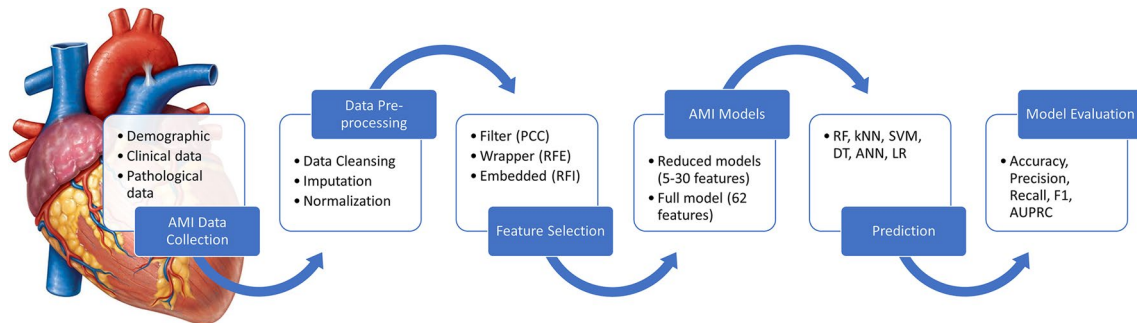 • Demographic
• Clinical data
• Pathological
data
AMI Data
Collection
Data Pre-
processing
• Data Cleansing
• Imputation
• Normalization
• Filter (PCC)
• Wrapper (RFE)
• Embedded (RFI)
Feature Selection
AMI Models
• Reduced models
(5-30 features)
• Full model (62
features)
• RF, kNN, SVM,
DT, ANN, LR
Prediction
Model Evaluation
• Accuracy,
Precision,
Recall, F1,
AUPRC